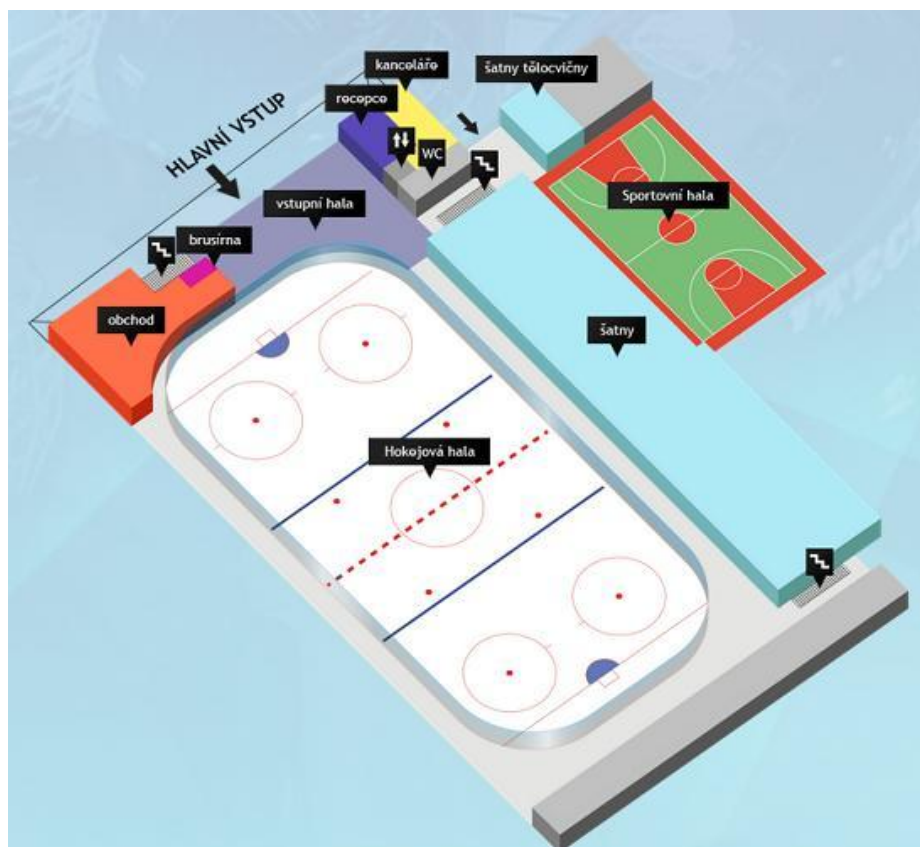 kanceláře
šatny tělocvičny
recepce
HLAVNÍ VSTUP
WC
vstupní hala
Sportovní hala
brusírna
obchod
šatny
Hokejová hala